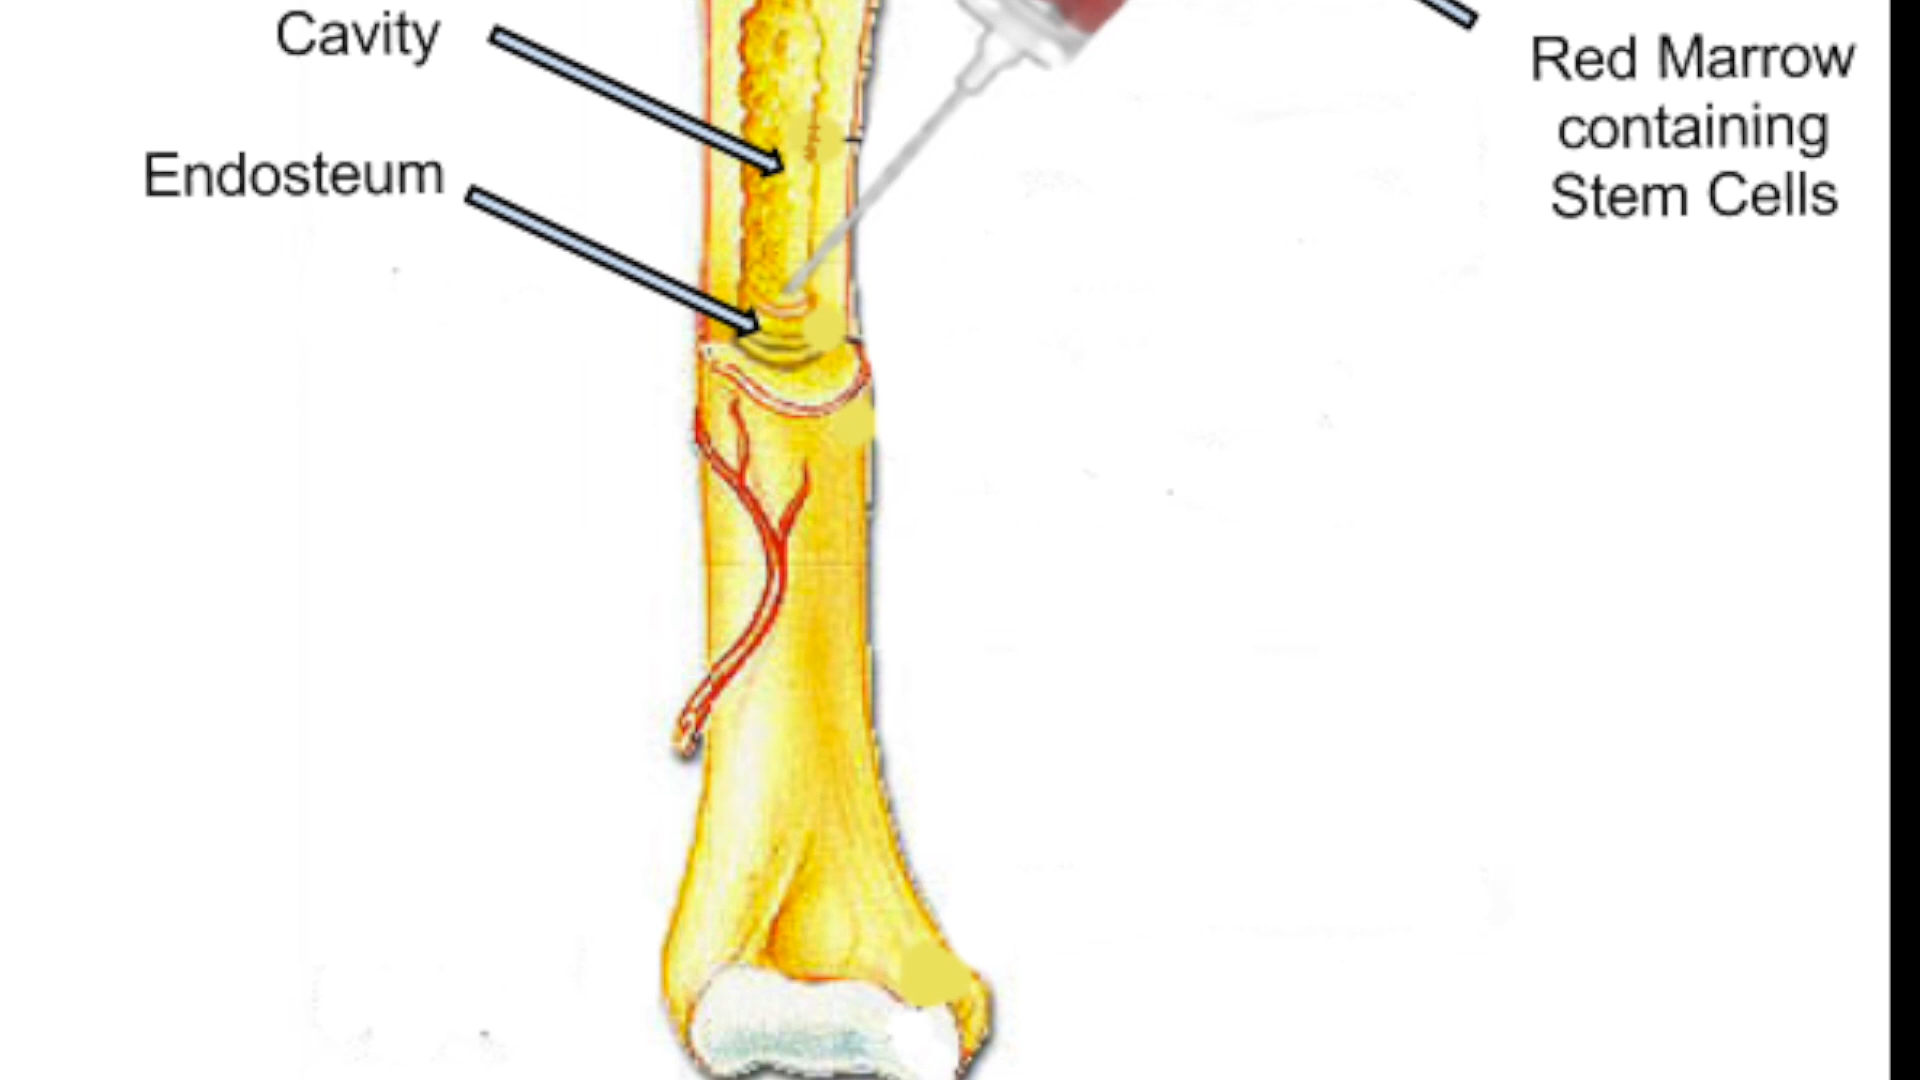 Cavity
Endosteum
Red Marrow
containing
Stem Cells